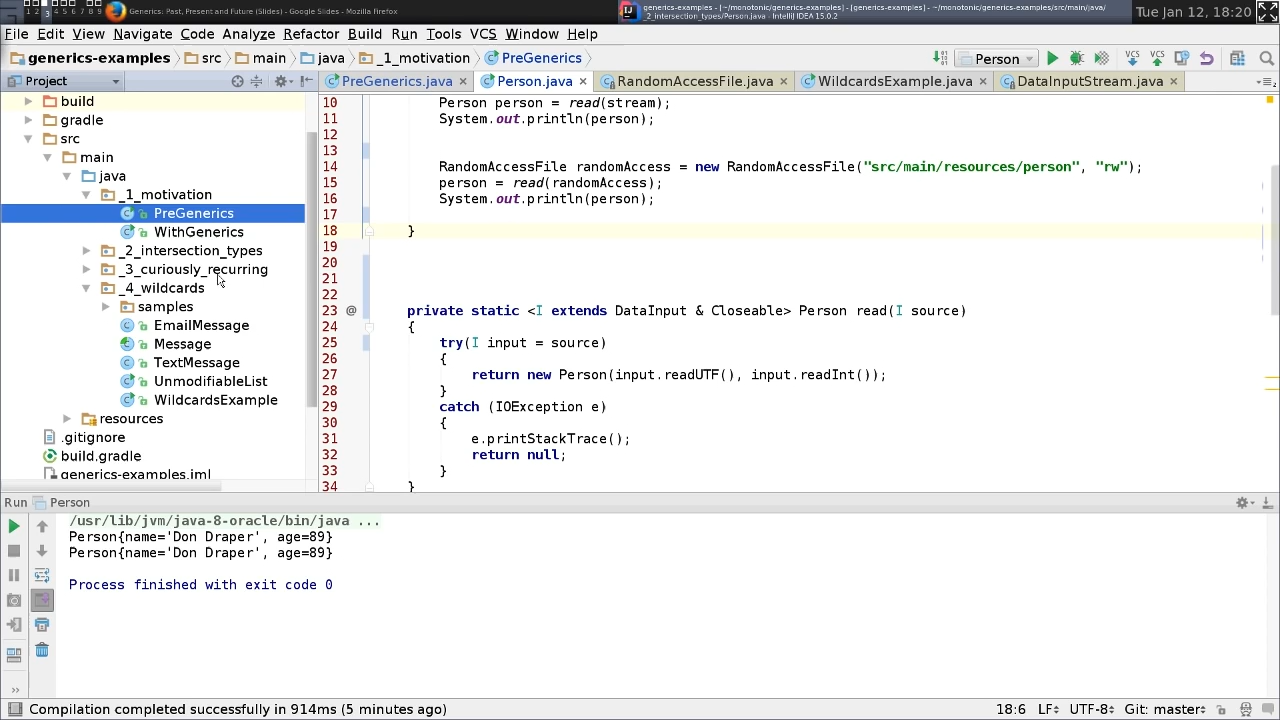 Generics: Past, Present and Future (Slides) - Google Slides - Mozilla Firefox
generics-examples - [~/monotonic/generics-examples] - [generics-examples] - ~/monotonic/generics-examples/src/main/java/
_2_intersection_types/Person.java - IntelliJ IDEA 15.0.2
Tue Jan 12, 18:20
File Edit View Navigate Code Analyze Refactor Build Run Tools VCS Window Help
generics-examples src main java _1_motivation PreGenerics
Person
VCS VCS
Project
PreGenerics.java Person.java RandomAccessFile.java WildcardsExample.java DataInputStream.java
build
gradle
src
main
java
_1_motivation
PreGenerics
WithGenerics
_2_intersection_types
_3_curiously_recurring
_4_wildcards
samples
EmailMessage
Message
TextMessage
UnmodifiableList
WildcardsExample
resources
.gitignore
build.gradle
generics-examples.iml
10 Person person = read(stream);
11 System.out.println(person);
12
13
14 RandomAccessFile randomAccess = new RandomAccessFile("src/main/resources/person", "rw");
15 person = read(randomAccess);
16 System.out.println(person);
17
18 }
19
20
21
22
23 @ private static <I extends DataInput & Closeable> Person read(I source)
24 {
25 try(I input = source)
26 {
27 return new Person(input.readUTF(), input.readInt());
28 }
29 catch (IOException e)
30 {
31 e.printStackTrace();
32 return null;
33 }
34 }
Run Person
/usr/lib/jvm/java-8-oracle/bin/java ...
Person{name='Don Draper', age=89}
Person{name='Don Draper', age=89}
Process finished with exit code 0
Compilation completed successfully in 914ms (5 minutes ago)
18:6 LF÷ UTF-8÷ Git: master÷